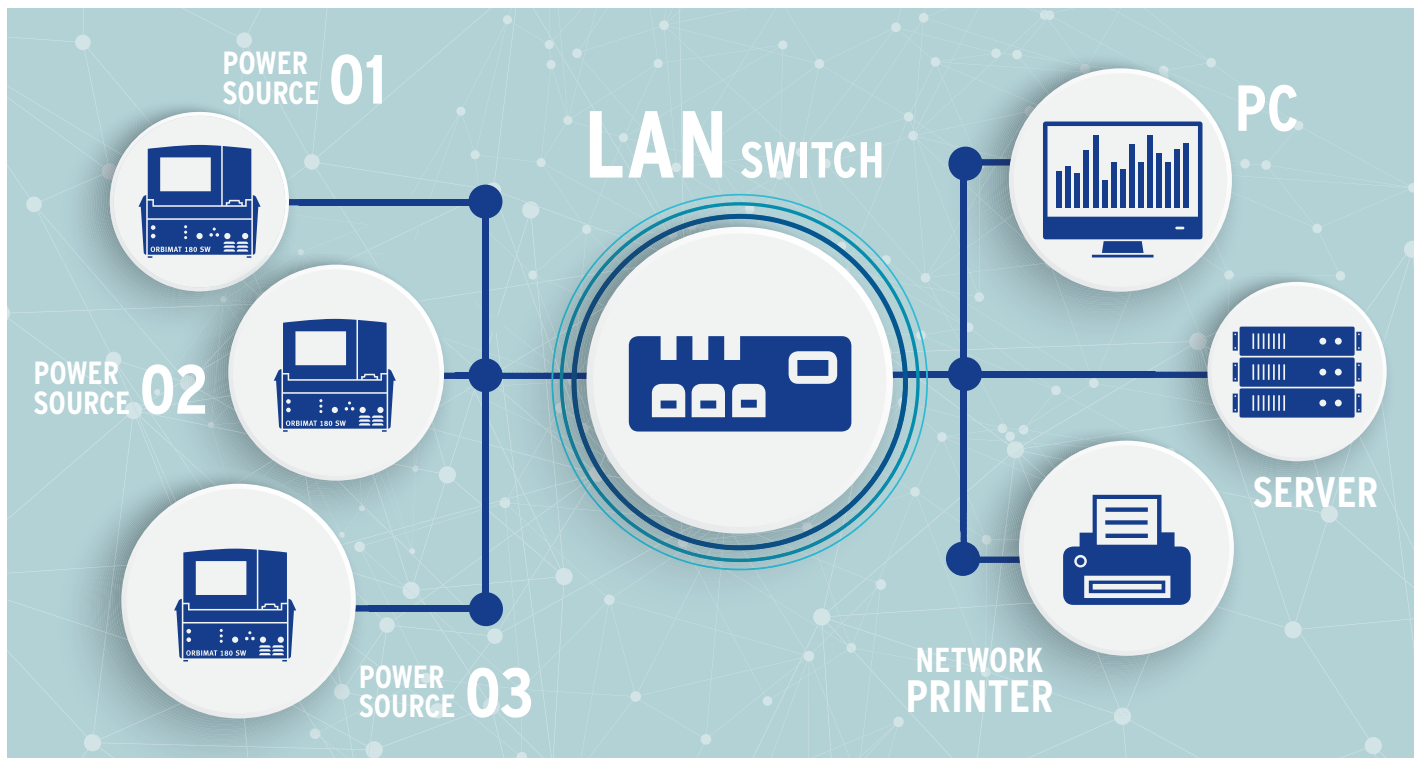 POWER
SOURCE 01
ORBIMAT 180 SW
POWER
SOURCE 02
ORBIMAT 180 SW
POWER
SOURCE 03
ORBIMAT 180 SW
LAN SWITCH
PC
SERVER
NETWORK
PRINTER